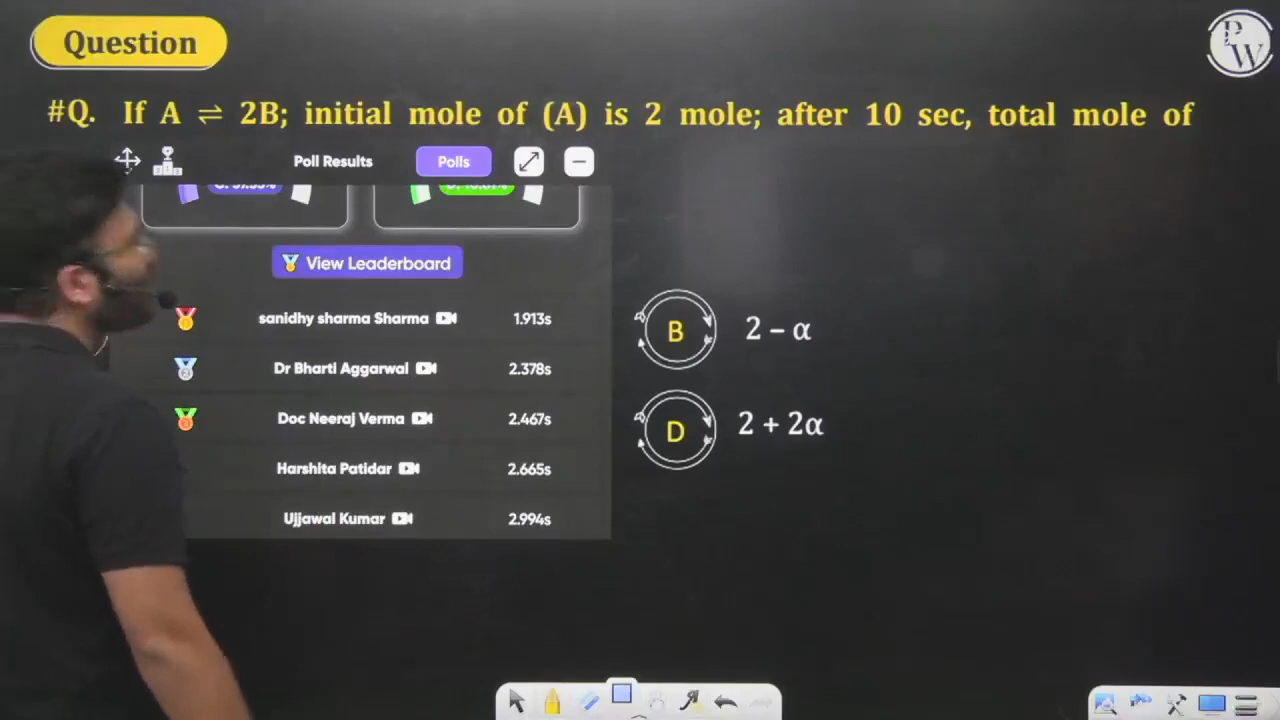 Question
PW
#Q. If A ⇌ 2B; initial mole of (A) is 2 mole; after 10 sec, total mole of
Poll Results Polls
View Leaderboard
sanidhy sharma Sharma 1.913s
Dr Bharti Aggarwal 2.378s
Doc Neeraj Verma 2.467s
Harshita Patidar 2.665s
Ujjawal Kumar 2.994s
B 2 – α
D 2 + 2α